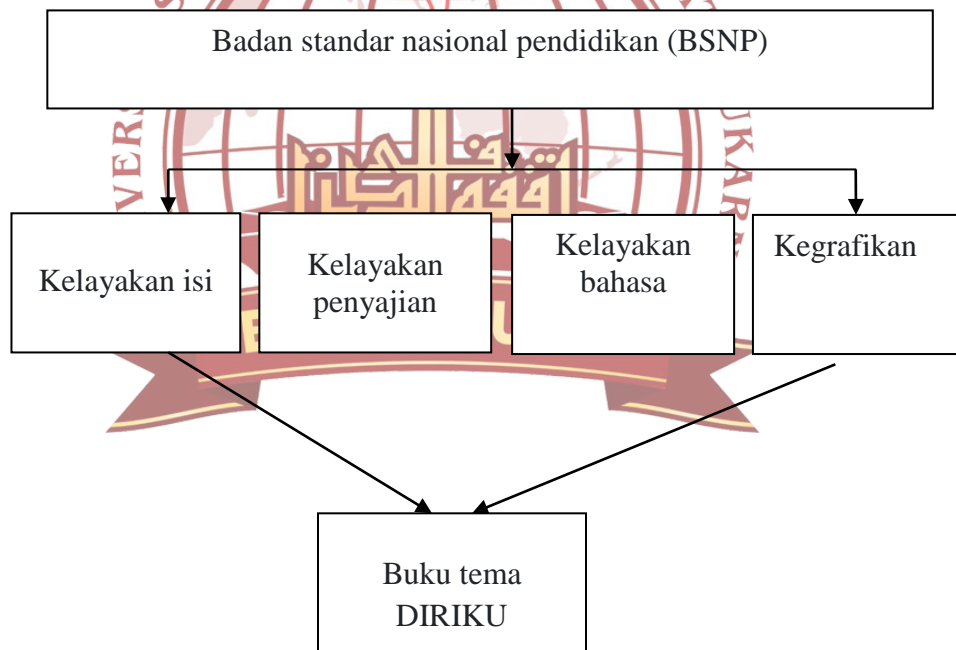 Badan standar nasional pendidikan (BSNP)
Kelayakan isi
Kelayakan
penyajian
Kelayakan
bahasa
Kegrafikan
Buku tema
DIRIKU